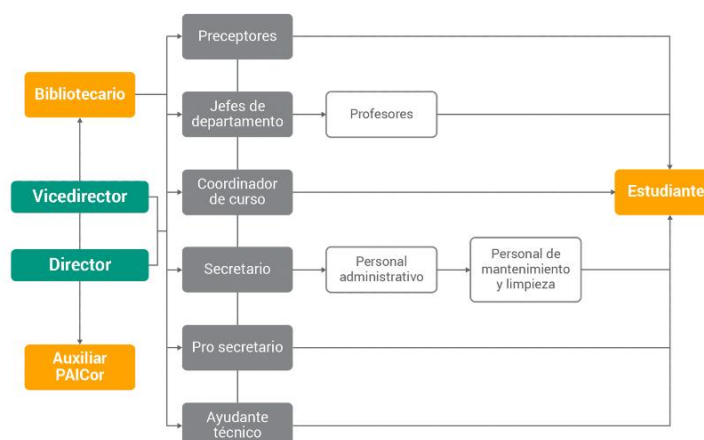 Preceptores
Bibliotecario
Jefes de
departamento
Profesores
Vicedirector
Coordinador
de curso
Estudiante
Director
Secretario
Personal
administrativo
Personal de
mantenimiento
y limpieza
Auxiliar
PAICor
Pro secretario
Ayudante
técnico